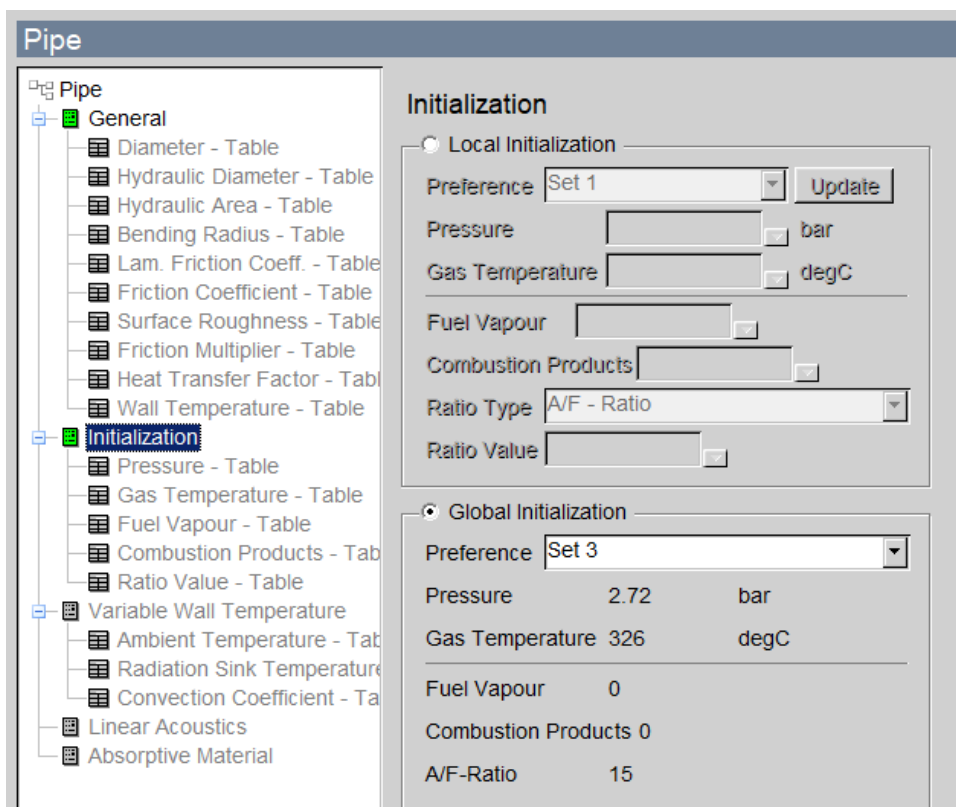 Pipe
Pipe
General
Diameter - Table
Hydraulic Diameter - Table
Hydraulic Area - Table
Bending Radius - Table
Lam. Friction Coeff. - Table
Friction Coefficient - Table
Surface Roughness - Table
Friction Multiplier - Table
Heat Transfer Factor - Tabl
Wall Temperature - Table
Initialization
Pressure - Table
Gas Temperature - Table
Fuel Vapour - Table
Combustion Products - Tab
Ratio Value - Table
Variable Wall Temperature
Ambient Temperature - Tab
Radiation Sink Temperature
Convection Coefficient - Ta
Linear Acoustics
Absorptive Material
Initialization
Local Initialization
Preference Set 1 Update
Pressure bar
Gas Temperature degC
Fuel Vapour
Combustion Products
Ratio Type A/F - Ratio
Ratio Value
Global Initialization
Preference Set 3
Pressure 2.72 bar
Gas Temperature 326 degC
Fuel Vapour 0
Combustion Products 0
A/F-Ratio 15